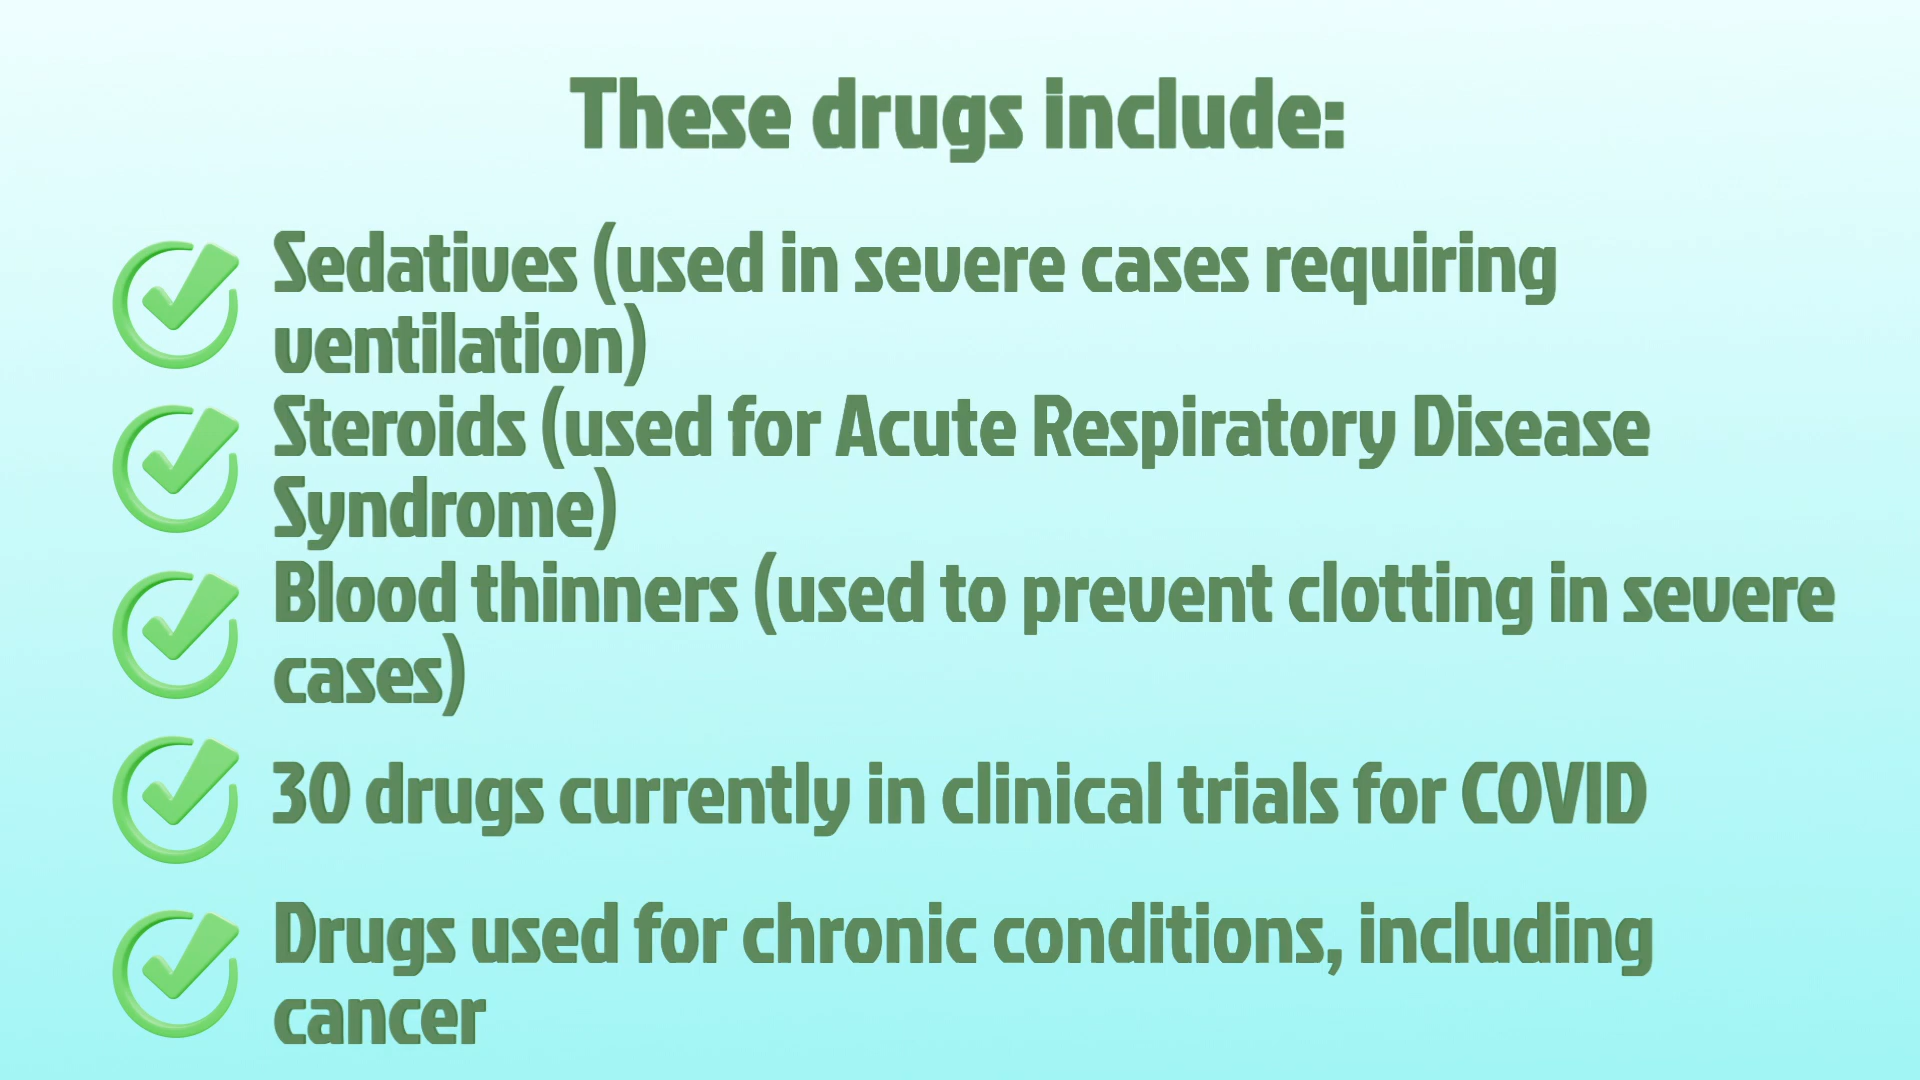 These drugs include:
Sedatives (used in severe cases requiring
ventilation)
Steroids (used for Acute Respiratory Disease
Syndrome)
Blood thinners (used to prevent clotting in severe
cases)
30 drugs currently in clinical trials for COVID
Drugs used for chronic conditions, including
cancer